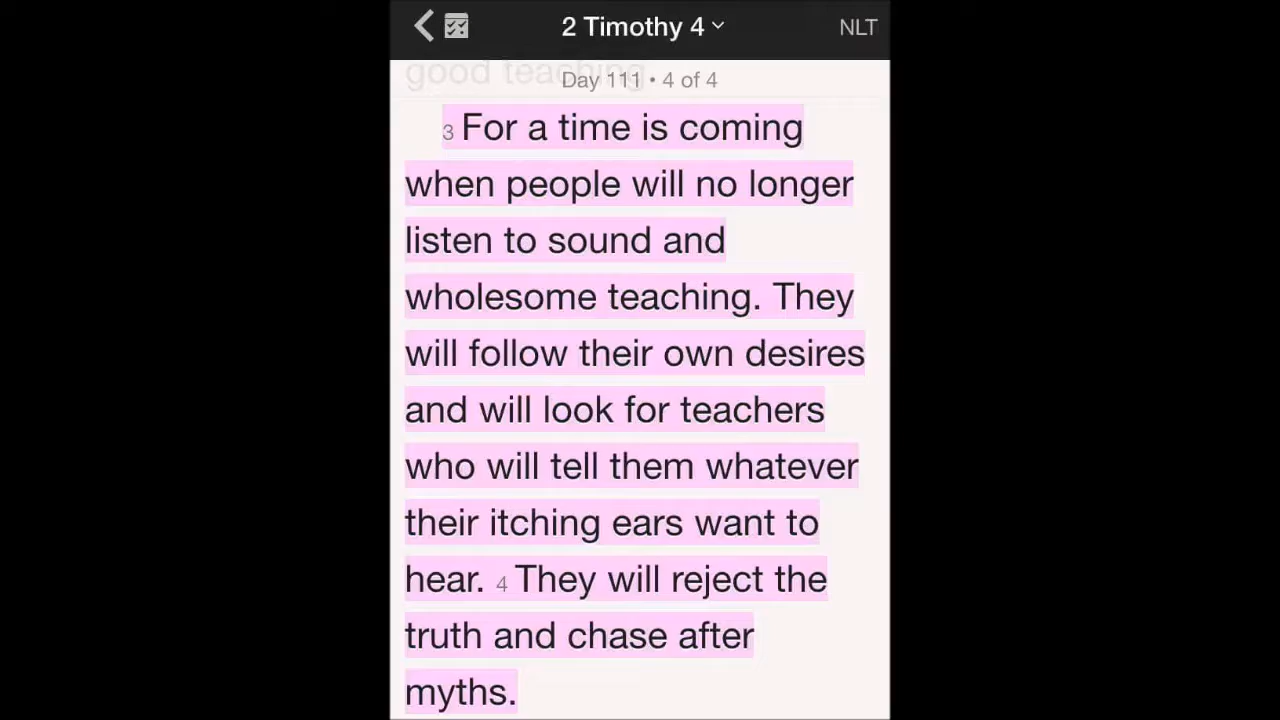 2 Timothy 4
NLT
good teaching.
Day 111 • 4 of 4
3 For a time is coming
when people will no longer
listen to sound and
wholesome teaching. They
will follow their own desires
and will look for teachers
who will tell them whatever
their itching ears want to
hear. 4 They will reject the
truth and chase after
myths.